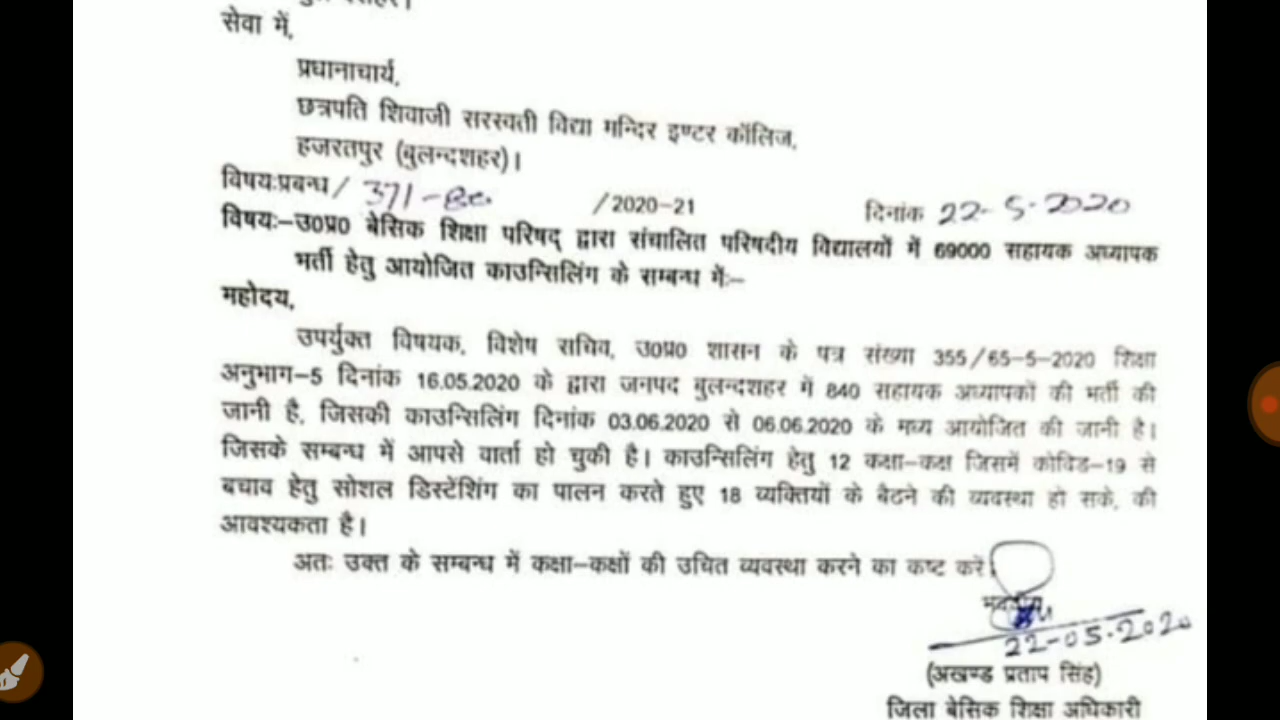 सेवा में,
प्रधानाचार्य,
छत्रपति शिवाजी सरस्वती विद्या मन्दिर इण्टर कॉलिज,
हजरतपुर (बुलन्दशहर)।
विषय:प्रबन्ध/ 371-80 /2020-21 दिनांक 22-5-2020
विषय:-उ0प्र0 बेसिक शिक्षा परिषद् द्वारा संचालित परिषदीय विद्यालयों में 69000 सहायक अध्यापक
भर्ती हेतु आयोजित काउन्सिलिंग के सम्बन्ध में:-
महोदय,
उपर्युक्त विषयक, विशेष सचिव, उ0प्र0 शासन के पत्र संख्या 355/65-5-2020 शिक्षा
अनुभाग-5 दिनांक 16.05.2020 के द्वारा जनपद बुलन्दशहर में 840 सहायक अध्यापकों की भर्ती की
जानी है, जिसकी काउन्सिलिंग दिनांक 03.06.2020 से 06.06.2020 के मध्य आयोजित की जानी है।
जिसके सम्बन्ध में आपसे वार्ता हो चुकी है। काउन्सिलिंग हेतु 12 कक्षा-कक्ष जिसमें कोविड-19 से
बचाव हेतु सोशल डिस्टेंशिंग का पालन करते हुए 18 व्यक्तियों के बैठने की व्यवस्था हो सके, की
आवश्यकता है।
अतः उक्त के सम्बन्ध में कक्षा-कक्षों की उचित व्यवस्था करने का कष्ट करें।
भवदीय,
22-05-2020
(अखण्ड प्रताप सिंह)
जिला बेसिक शिक्षा अधिकारी